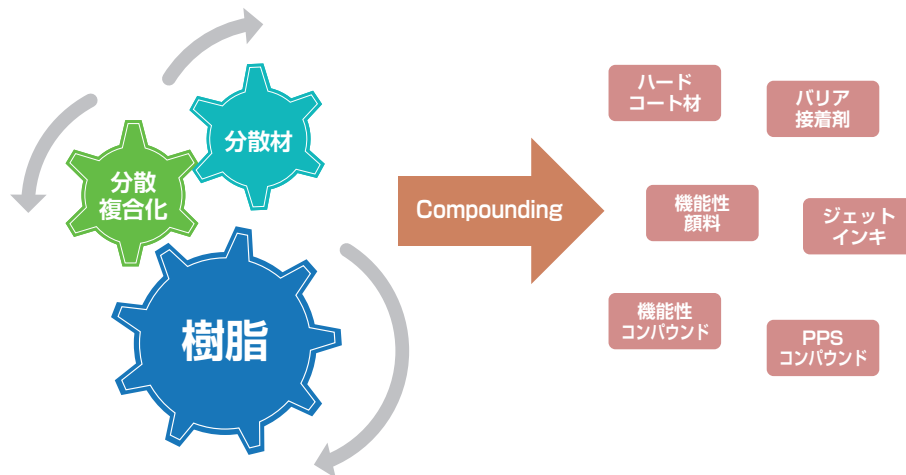 分散材
分散
複合化
樹脂
Compounding
ハード
コート材
バリア
接着剤
機能性
顔料
ジェット
インキ
機能性
コンパウンド
PPS
コンパウンド